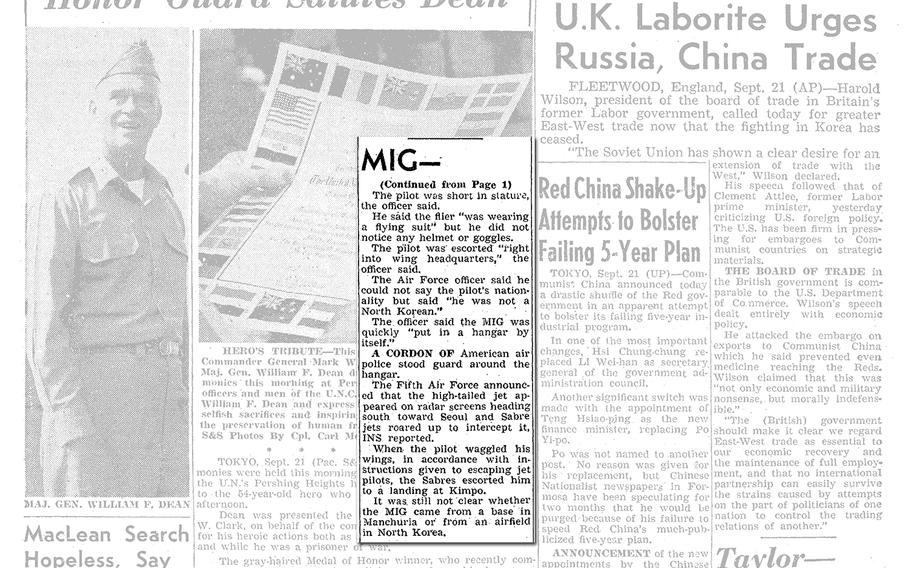 Honor Guard Salutes Dean
MAJ. GEN. WILLIAM F. DEAN
MacLean Search
Hopeless, Say
HERO'S TRIBUTE—This
Commander General Mark W
Maj. Gen. William F. Dean d
monies this morning at Per
officers and men of the U.N.C.
William F. Dean and express
selfish sacrifices and inspirin
the preservation of human fr
S&S Photos By Cpl. Carl M
* * *
TOKYO, Sept. 21 (Pac. S&
monies were held this morning
the U.N.'s Pershing Heights h
to the 54-year-old hero who
afternoon.
Dean was presented the
W. Clark, on behalf of the con
for his heroic actions both as
and while he was a prisoner of war.
The gray-haired Medal of Honor winner, who recently com-
MIG—
(Continued from Page 1)
The pilot was short in stature,
the officer said.
He said the flier "was wearing
a flying suit" but he did not
notice any helmet or goggles.
The pilot was escorted "right
into wing headquarters," the
officer said.
The Air Force officer said he
could not say the pilot's nation-
ality but said "he was not a
North Korean."
The officer said the MIG was
quickly "put in a hangar by
itself."
A CORDON OF American air
police stood guard around the
hangar.
The Fifth Air Force announc-
ed that the high-tailed jet ap-
peared on radar screens heading
south toward Seoul and Sabre
jets roared up to intercept it,
INS reported.
When the pilot waggled his
wings, in accordance with in-
structions given to escaping jet
pilots, the Sabres escorted him
to a landing at Kimpo.
It was still not clear whether
the MIG came from a base in
Manchuria or from an airfield
in North Korea.
U.K. Laborite Urges
Russia, China Trade
FLEETWOOD, England, Sept. 21 (AP)—Harold
Wilson, president of the board of trade in Britain's
former Labor government, called today for greater
East-West trade now that the fighting in Korea has
ceased.
"The Soviet Union has shown a clear desire for an
extension of trade with the
West," Wilson declared.
His speech followed that of
Clement Attlee, former Labor
prime minister, yesterday
criticizing U.S. foreign policy.
The U.S. has been firm in press-
ing for embargoes to Com-
munist countries on strategic
materials.
THE BOARD OF TRADE in
the British government is com-
parable to the U.S. Department
of Commerce. Wilson's speech
dealt entirely with economic
policy.
He attacked the embargo on
exports to Communist China
which he said prevented even
medicine reaching the Reds.
Wilson claimed that this was
"not only economic and military
nonsense, but morally indefens-
ible."
"The (British) government
should make it clear we regard
East-West trade as essential to
our economic recovery and
the maintenance of full employ-
ment, and that no international
partnership can easily survive
the strains caused by attempts
on the part of politicians of one
nation to control the trading
relations of another."
Red China Shake-Up
Attempts to Bolster
Failing 5-Year Plan
TOKYO, Sept. 21 (UP)—Com-
munist China announced today
a drastic shuffle of the Red gov-
ernment in an apparent attempt
to bolster its failing five-year in-
dustrial program.
In one of the most important
changes, Hsi Chung-chung re-
placed Li Wei-han as secretary
general of the government ad-
ministration council.
Another significant switch was
made with the appointment of
Teng Hsiao-ping as the new
finance minister, replacing Po
Yi-po.
Po was not named to another
post. No reason was given for
his replacement, but Chinese
Nationalist newspapers in For-
mosa have been speculating for
two months that he would be
purged because of his failure to
speed Red China's much-pub-
licized five-year plan.
ANNOUNCEMENT of the new
appointments by the Chinese
Taylor—